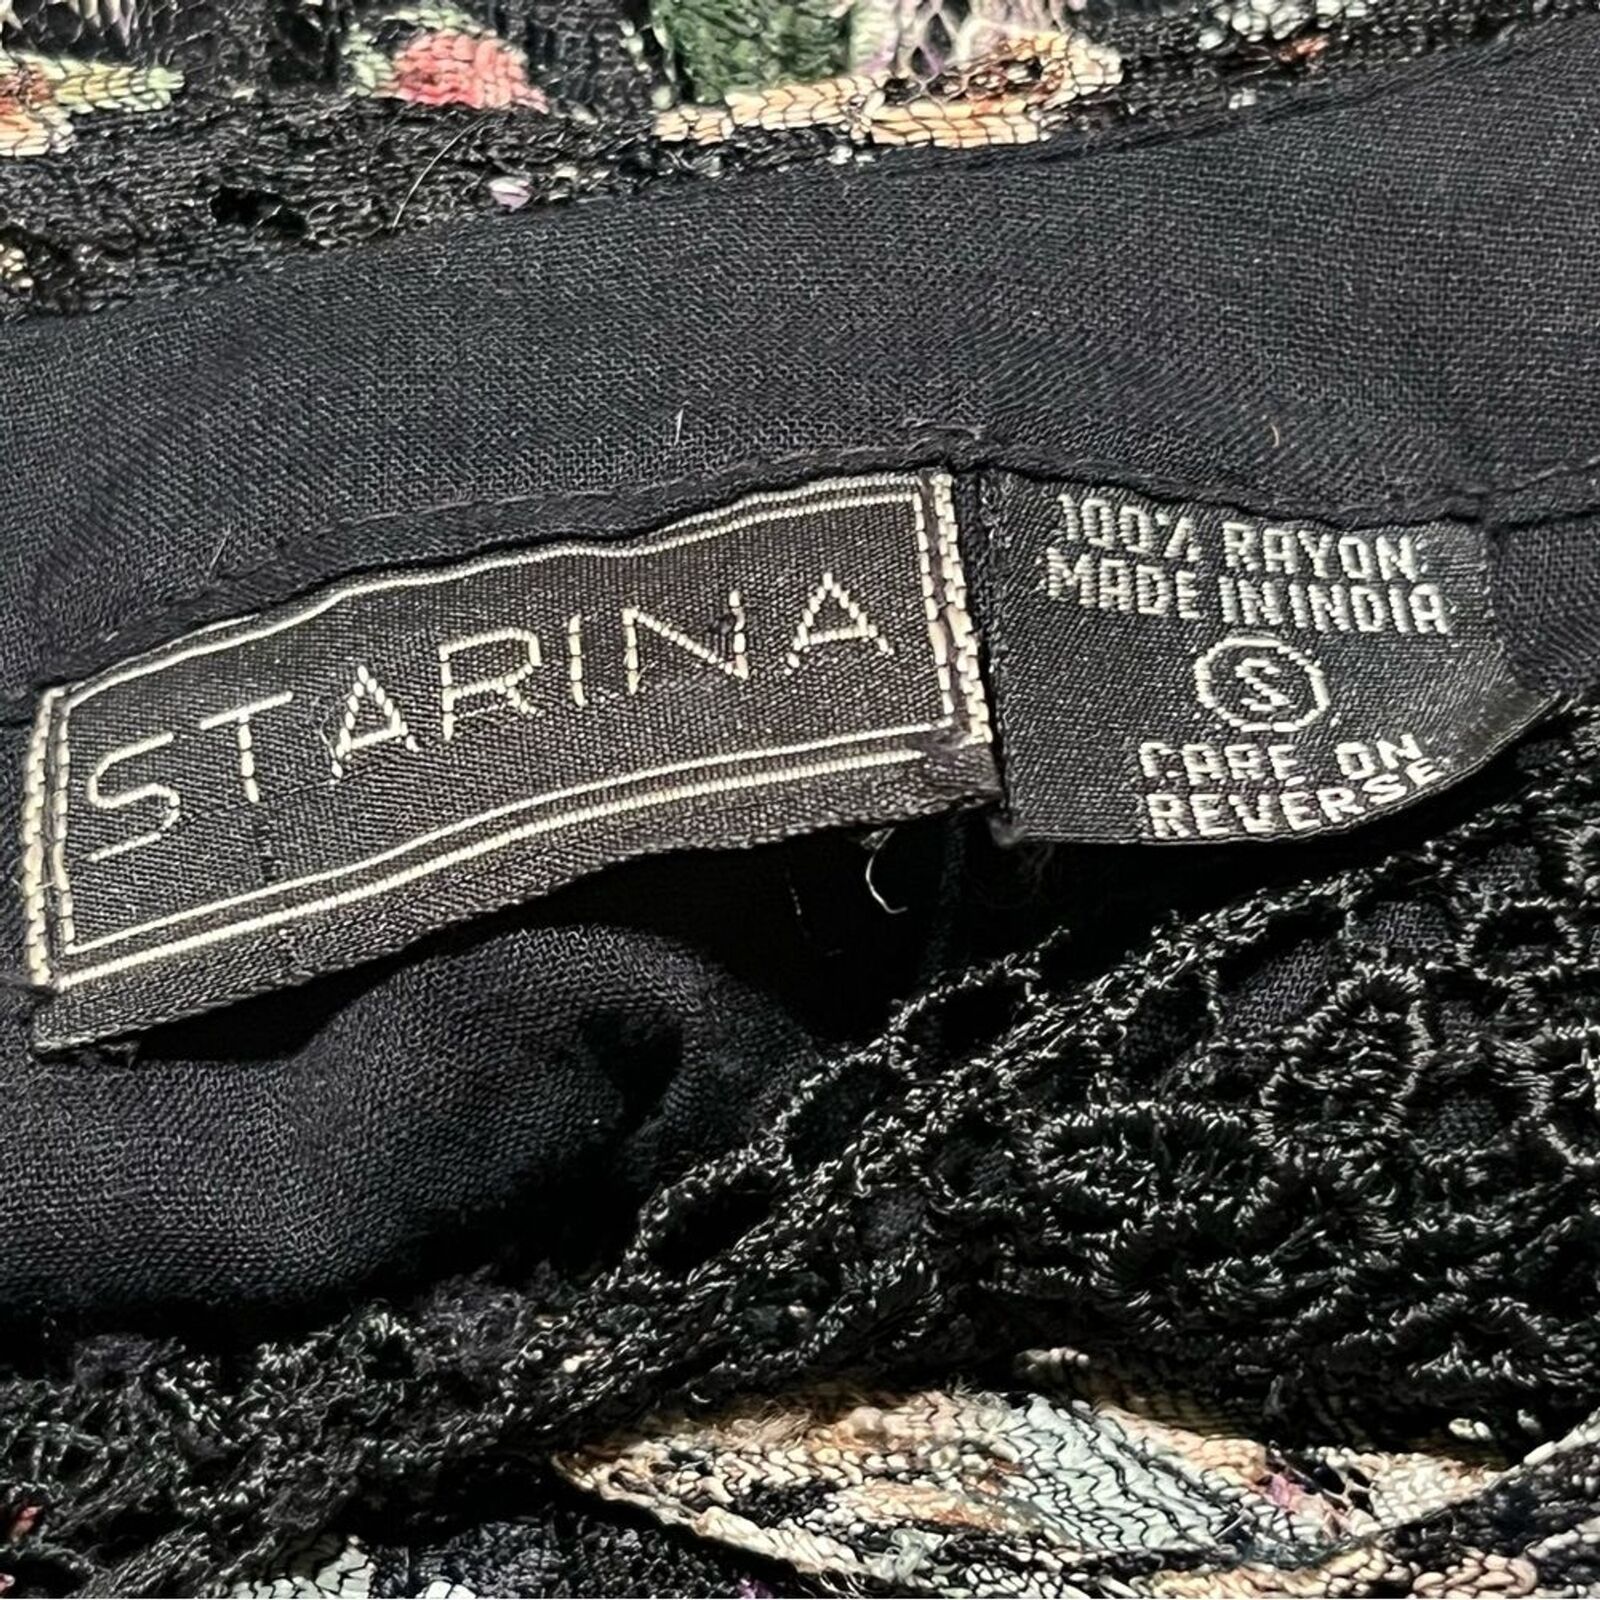 STARINA
100% RAYON
MADE IN INDIA
S
CARE ON
REVERSE